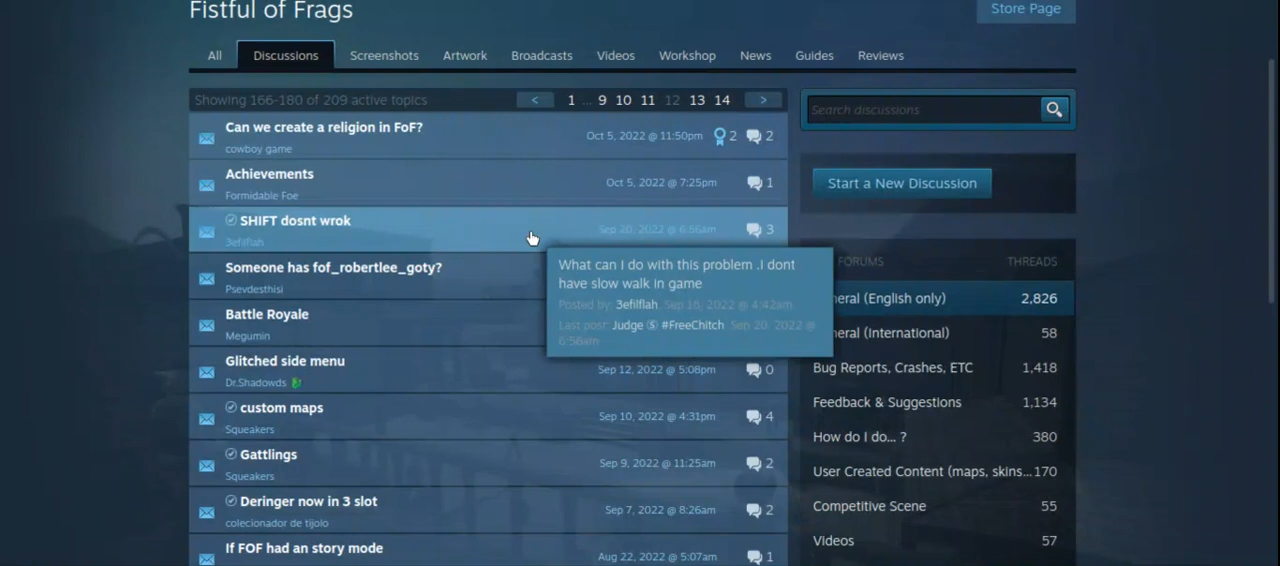 Fistful of Frags
Store Page
All Discussions Screenshots Artwork Broadcasts Videos Workshop News Guides Reviews
Showing 166-180 of 209 active topics < 1 ... 9 10 11 12 13 14 >
Search discussions
Can we create a religion in FoF? Oct 5, 2022 @ 11:50pm 2 2
cowboy game
Achievements Oct 5, 2022 @ 7:25pm 1
Formidable Foe
Start a New Discussion
SHIFT dosnt wrok Sep 20, 2022 @ 6:56am 3
3efilflah
What can I do with this problem .I dont
have slow walk in game
Posted by: 3efilflah, Sep 18, 2022 @ 4:42am
Last post: Judge Ⓢ #FreeChitch, Sep 20, 2022 @
6:56am
Someone has fof_robertlee_goty?
Psevdesthisi
Battle Royale
Megumin
Glitched side menu Sep 12, 2022 @ 5:08pm 0
Dr.Shadowds
custom maps Sep 10, 2022 @ 4:31pm 4
Squeakers
Gattlings Sep 9, 2022 @ 11:25am 2
Squeakers
Deringer now in 3 slot Sep 7, 2022 @ 8:26am 2
colecionador de tijolo
If FOF had an story mode Aug 22, 2022 @ 5:07am 1
FORUMS THREADS
neral (English only) 2,826
neral (International) 58
Bug Reports, Crashes, ETC 1,418
Feedback & Suggestions 1,134
How do I do... ? 380
User Created Content (maps, skins... 170
Competitive Scene 55
Videos 57